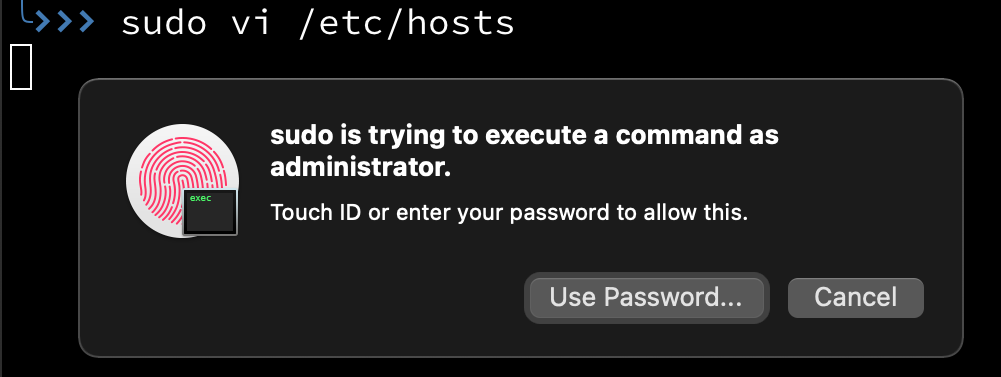 >>> sudo vi /etc/hosts
sudo is trying to execute a command as
administrator.
exec
Touch ID or enter your password to allow this.
Use Password...
Cancel